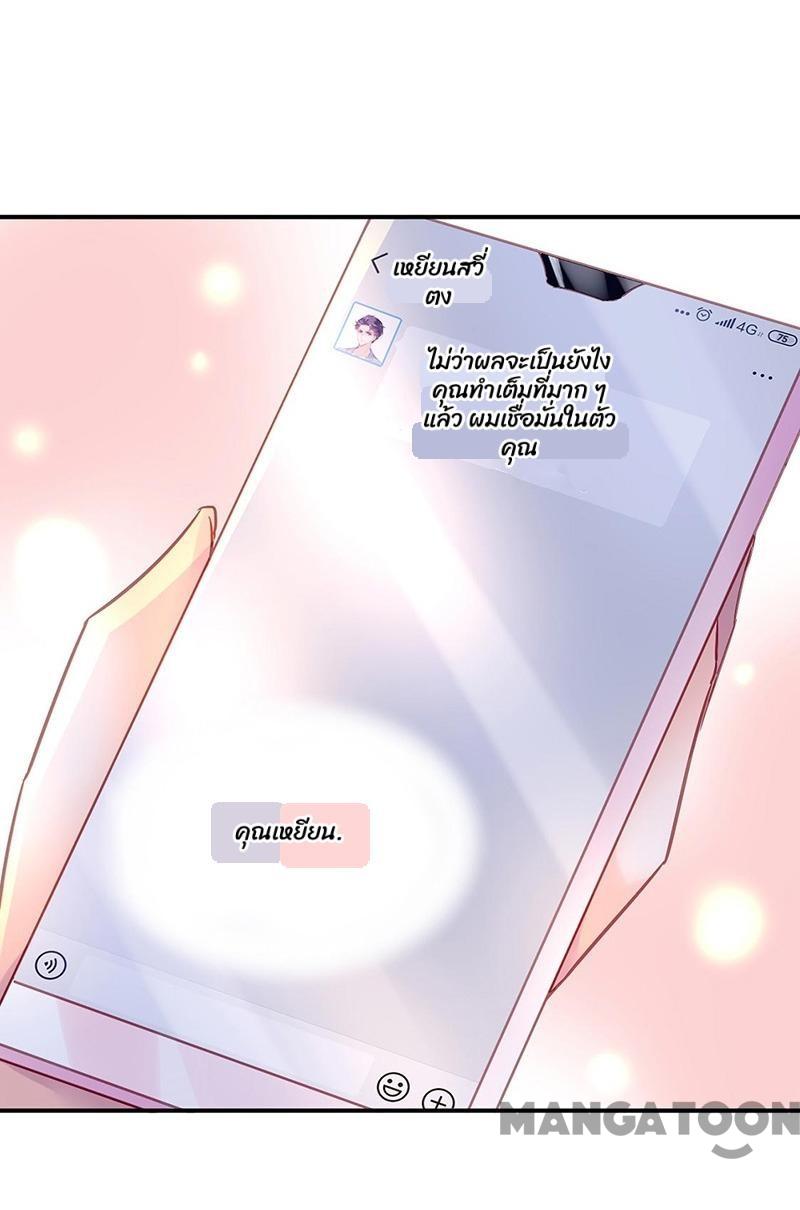 เหยียนสวี่
ตง
4G
75
ไม่ว่าผลจะเป็นยังไง
คุณทำเต็มที่มาก ๆ
แล้ว ผมเชื่อมั่นในตัว
คุณ
คุณเหยียน.
MANGATOON